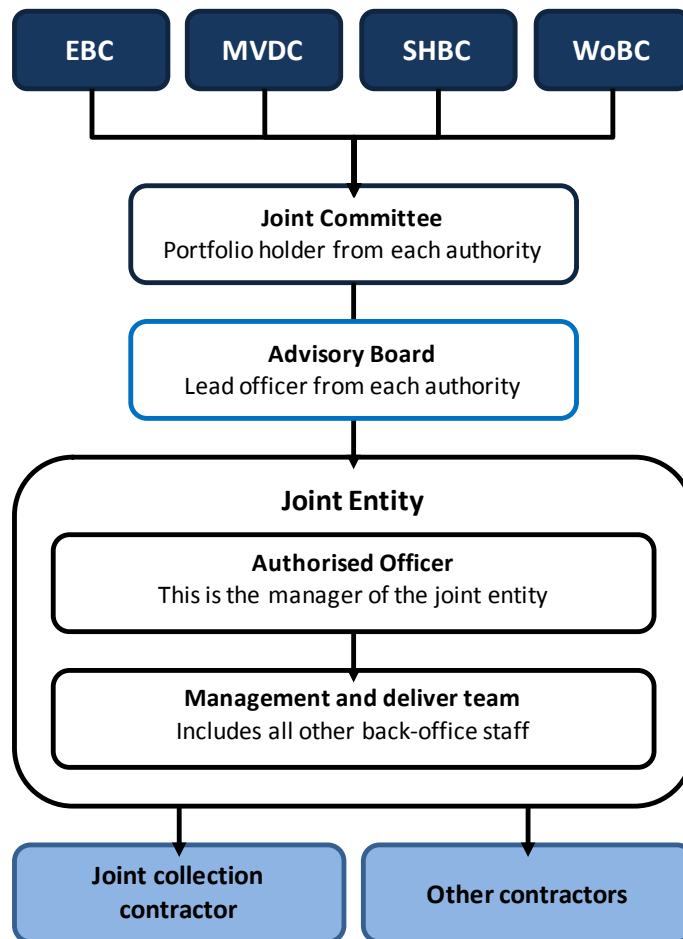 EBC
MVDC
SHBC
WoBC
Joint Committee
Portfolio holder from each authority
Advisory Board
Lead officer from each authority
Joint Entity
Authorised Officer
This is the manager of the joint entity
Management and deliver team
Includes all other back-office staff
Joint collection
contractor
Other contractors